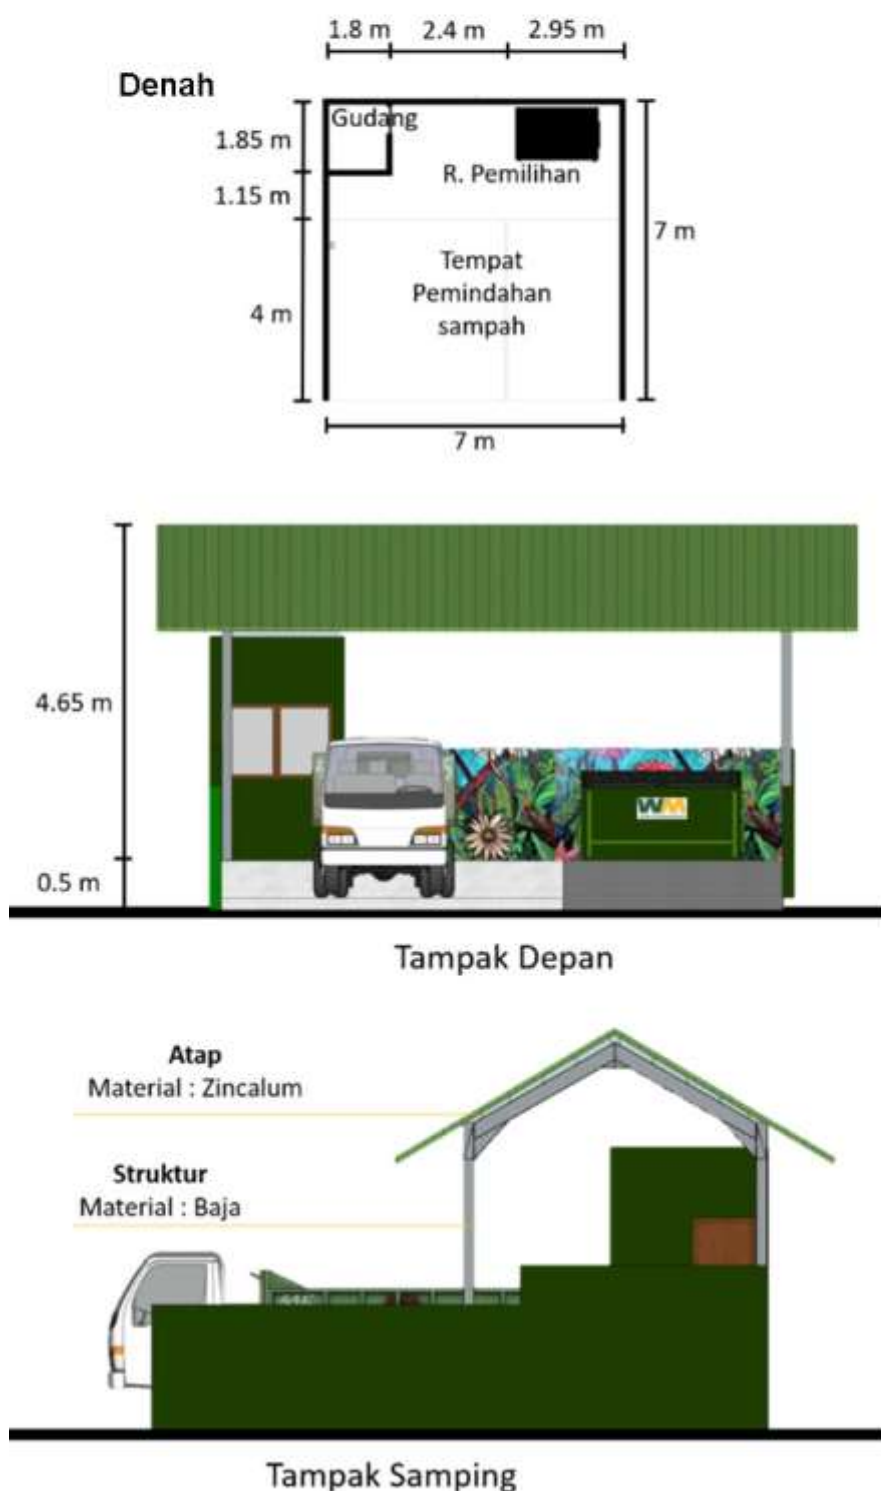 1.8 m 2.4 m 2.95 m
Denah
Gudang
1.85 m
R. Pemilihan
1.15 m
7 m
Tempat
Pemindahan
sampah
4 m
7 m
4.65 m
WM
0.5 m
Tampak Depan
Atap
Material : Zincalum
Struktur
Material : Baja
Tampak Samping